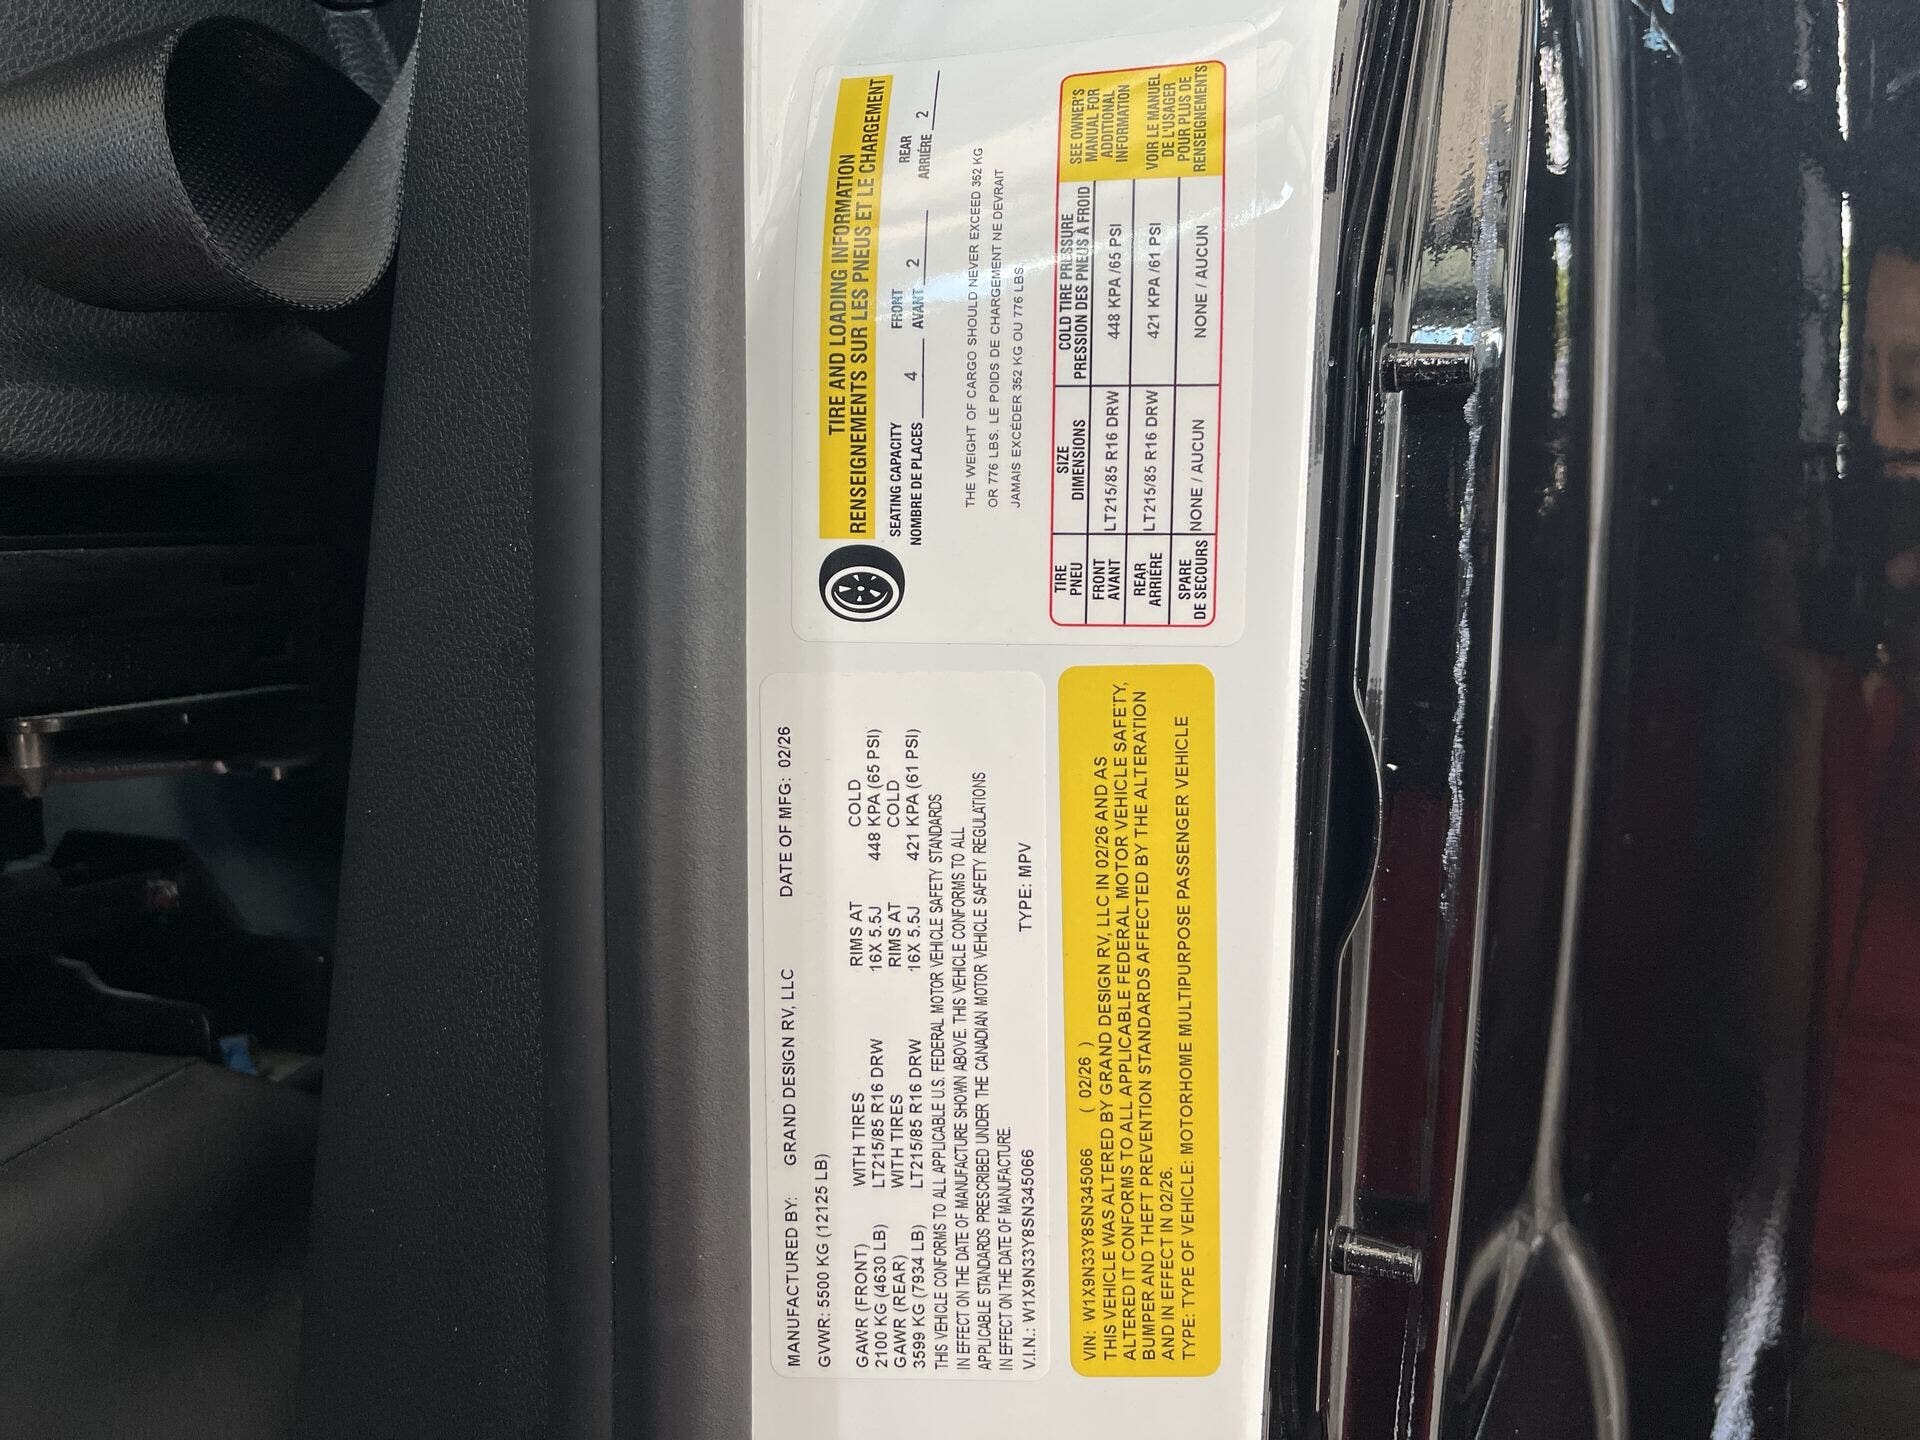 TIRE AND LOADING INFORMATION
RENSEIGNEMENTS SUR LES PNEUS ET LE CHARGEMENT
SEATING CAPACITY
NOMBRE DE PLACES 4
FRONT
AVANT 2
REAR
ARRIÉRE 2
THE WEIGHT OF CARGO SHOULD NEVER EXCEED 352 KG
OR 776 LBS. LE POIDS DE CHARGEMENT NE DEVRAIT
JAMAIS EXCÉDER 352 KG OU 776 LBS.
TIRE
PNEU
SIZE
DIMENSIONS
COLD TIRE PRESSURE
PRESSION DES PNEUS À FROID
FRONT
AVANT
LT215/85 R16 DRW
448 KPA /65 PSI
REAR
ARRIÉRE
LT215/85 R16 DRW
421 KPA /61 PSI
SPARE
DE SECOURS
NONE / AUCUN
NONE / AUCUN
SEE OWNER'S
MANUAL FOR
ADDITIONAL
INFORMATION
VOIR LE MANUEL
DE L'USAGER
POUR PLUS DE
RENSEIGNEMENTS
MANUFACTURED BY: GRAND DESIGN RV, LLC DATE OF MFG: 02/26
GVWR: 5500 KG (12125 LB)
GAWR (FRONT) WITH TIRES RIMS AT COLD
2100 KG (4630 LB) LT215/85 R16 DRW 16X 5.5J 448 KPA (65 PSI)
GAWR (REAR) WITH TIRES RIMS AT COLD
3599 KG (7934 LB) LT215/85 R16 DRW 16X 5.5J 421 KPA (61 PSI)
THIS VEHICLE CONFORMS TO ALL APPLICABLE U.S. FEDERAL MOTOR VEHICLE SAFETY STANDARDS
IN EFFECT ON THE DATE OF MANUFACTURE SHOWN ABOVE. THIS VEHICLE CONFORMS TO ALL
APPLICABLE STANDARDS PRESCRIBED UNDER THE CANADIAN MOTOR VEHICLE SAFETY REGULATIONS
IN EFFECT ON THE DATE OF MANUFACTURE.
V.I.N.: W1X9N33Y8SN345066 TYPE: MPV
VIN: W1X9N33Y8SN345066 ( 02/26 )
THIS VEHICLE WAS ALTERED BY GRAND DESIGN RV, LLC IN 02/26 AND AS
ALTERED IT CONFORMS TO ALL APPLICABLE FEDERAL MOTOR VEHICLE SAFETY,
BUMPER AND THEFT PREVENTION STANDARDS AFFECTED BY THE ALTERATION
AND IN EFFECT IN 02/26.
TYPE: TYPE OF VEHICLE: MOTORHOME MULTIPURPOSE PASSENGER VEHICLE